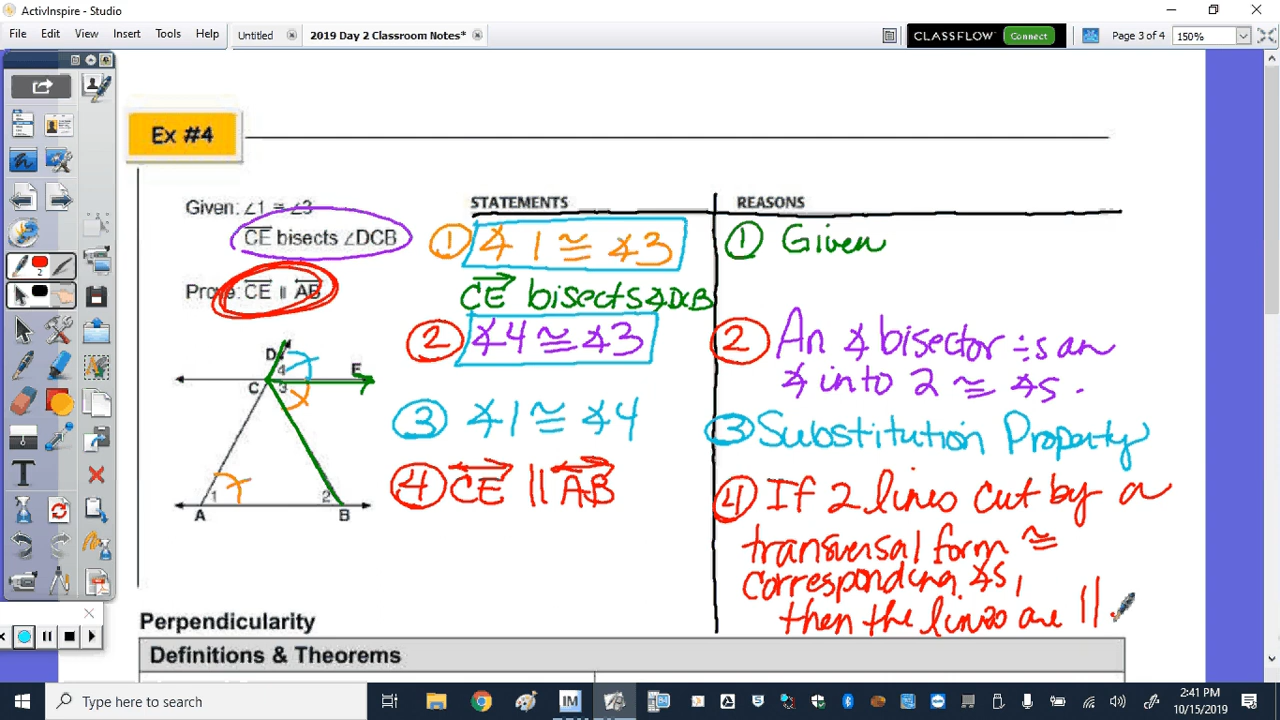 ActivInspire - Studio
File Edit View Insert Tools Help Untitled 2019 Day 2 Classroom Notes* CLASSFLOW Connect Page 3 of 4 150%
Ex #4
Given: ∠1 ≅ ∠3
CE bisects ∠DCB
Prove: CE ∥ AB
STATEMENTS
① ∡1 ≅ ∡3
CE bisects ∡DCB
② ∡4 ≅ ∡3
③ ∡1 ≅ ∡4
④ CE ∥ AB
REASONS
① Given
② An ∡ bisector ÷s an
∡ into 2 ≅ ∡s.
③ Substitution Property
④ If 2 lines cut by a
transversal form ≅
corresponding ∡s,
then the lines are ∥.
D
4
E
C
3
1
2
A
B
Perpendicularity
Definitions & Theorems
Type here to search
2:41 PM
10/15/2019